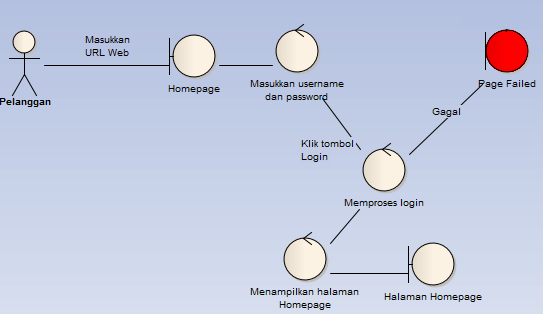 Masukkan
URL Web
Pelanggan
Homepage
Masukkan username
dan password
Page Failed
Gagal
Klik tombol
Login
Memproses login
Menampilkan halaman
Homepage
Halaman Homepage